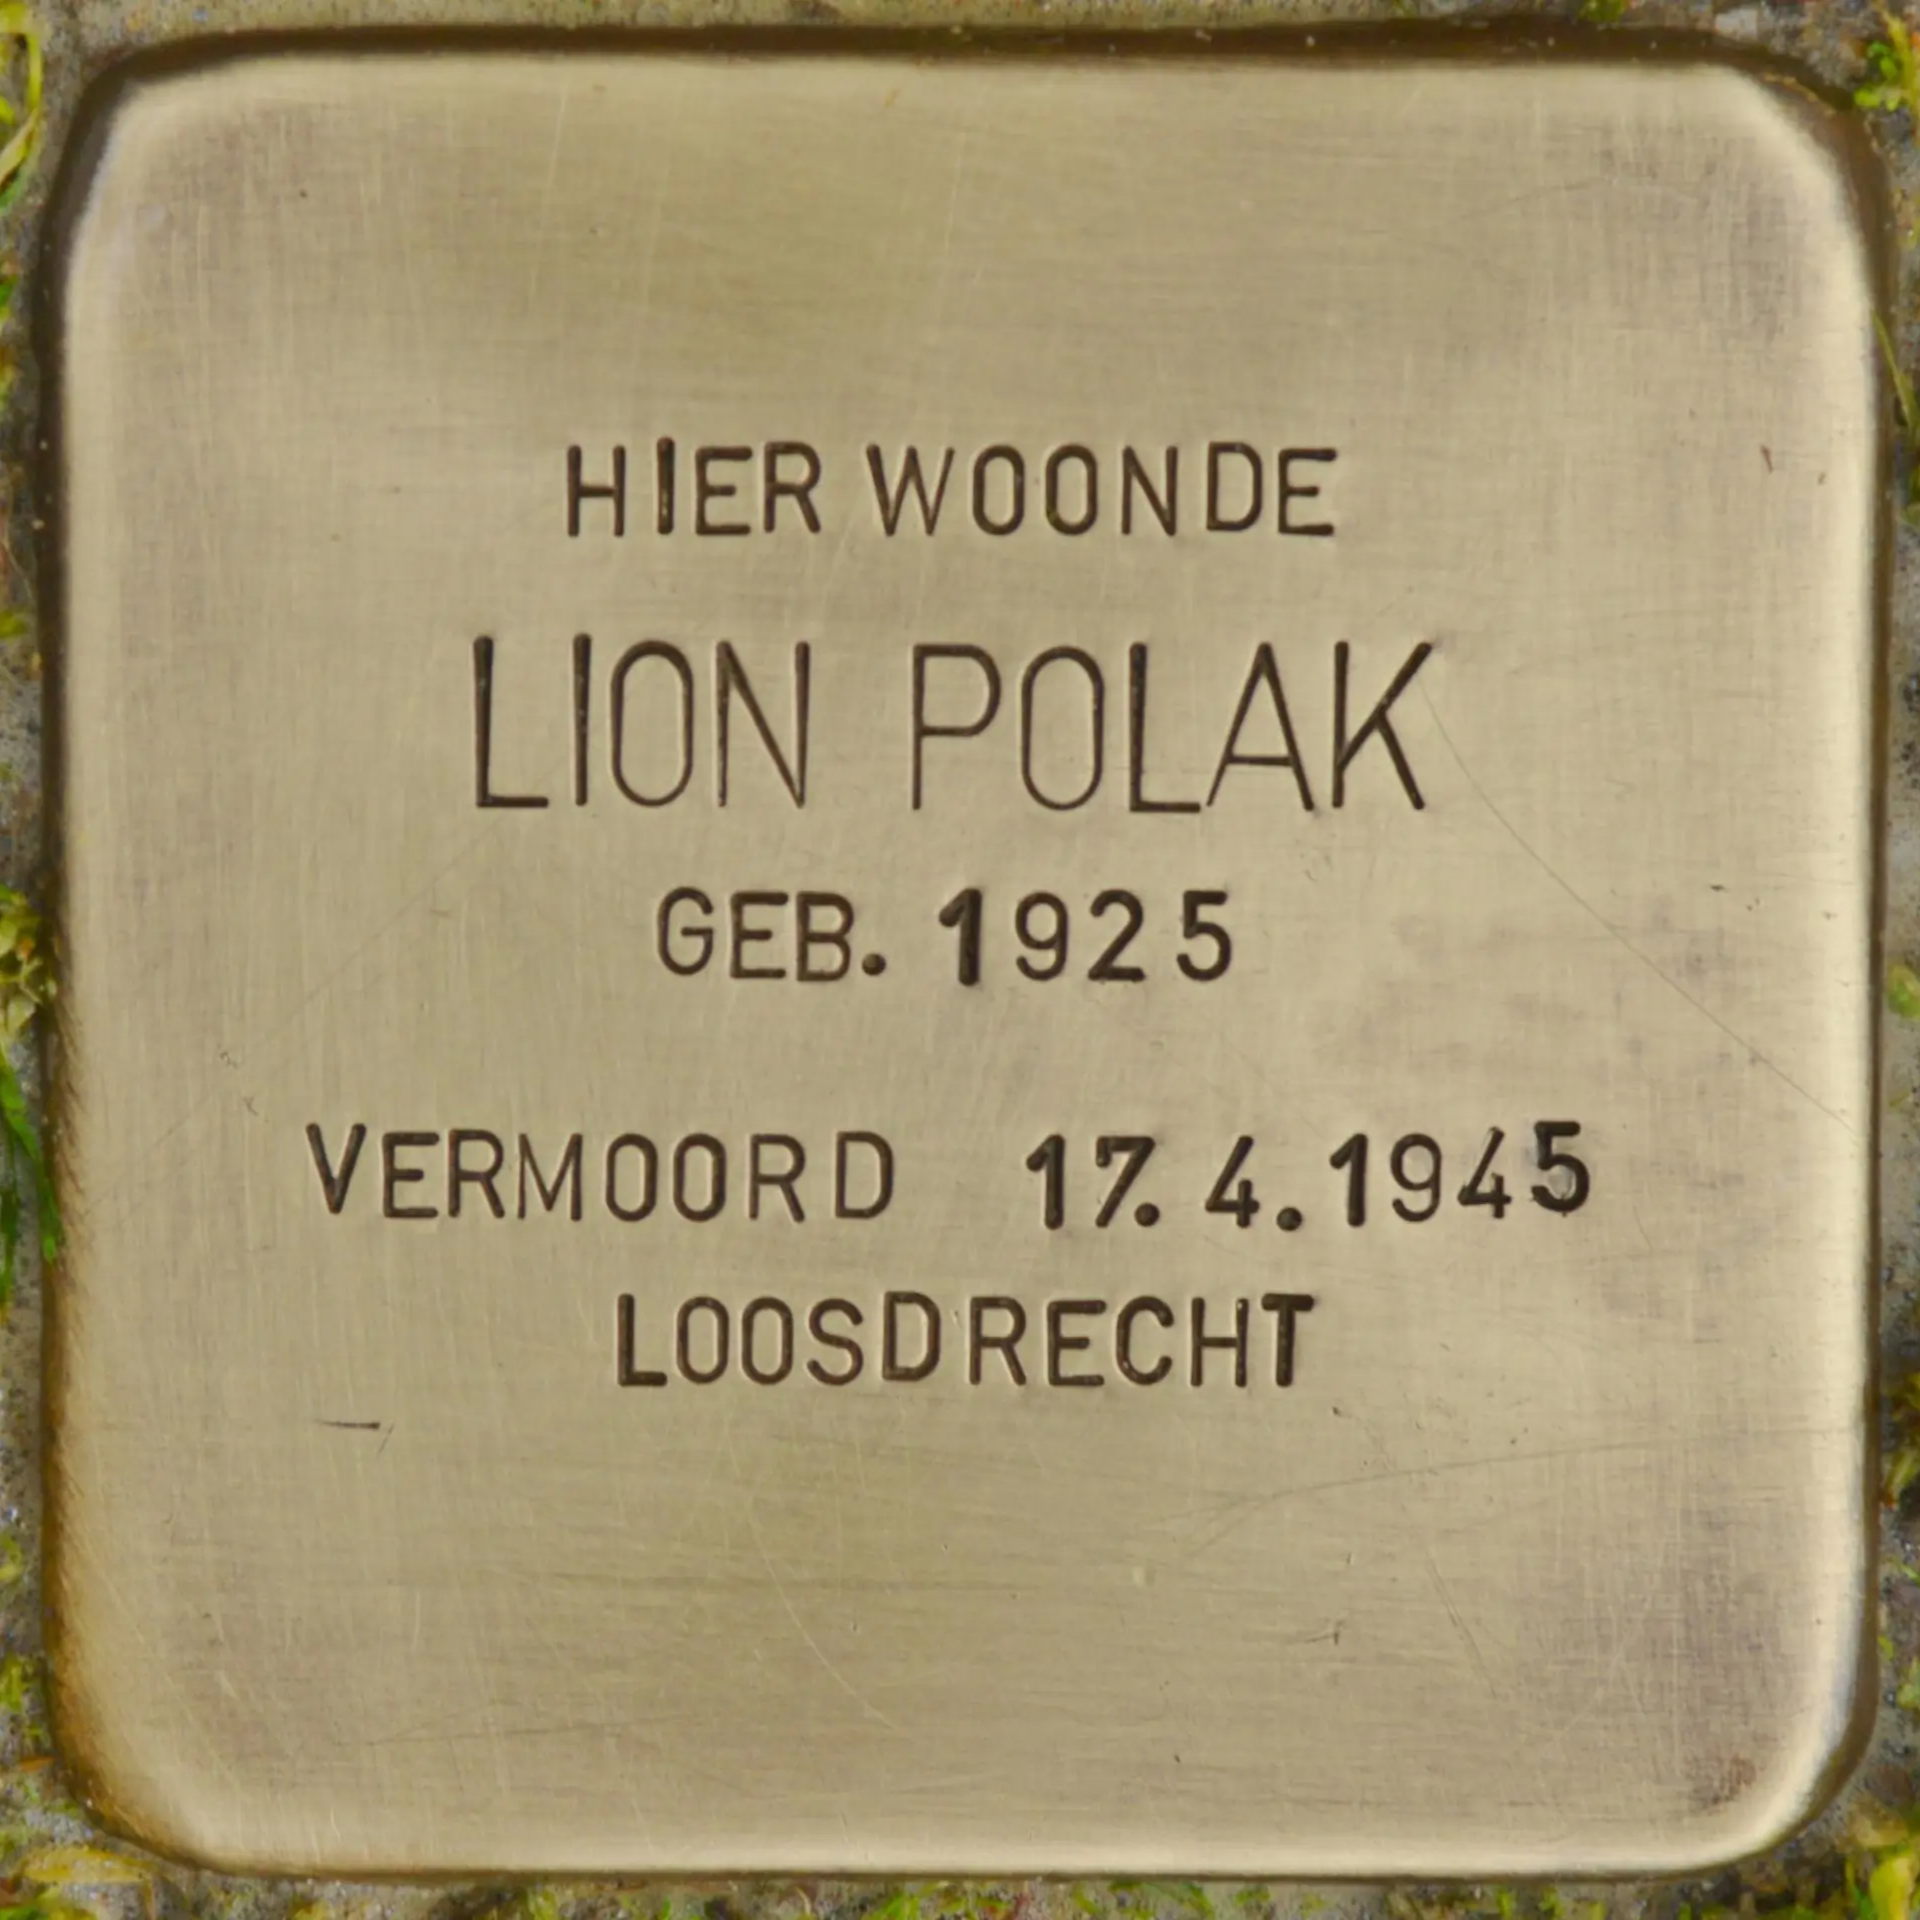 HIER WOONDE
LION POLAK
GEB. 1925
VERMOORD 17.4.1945
LOOSDRECHT